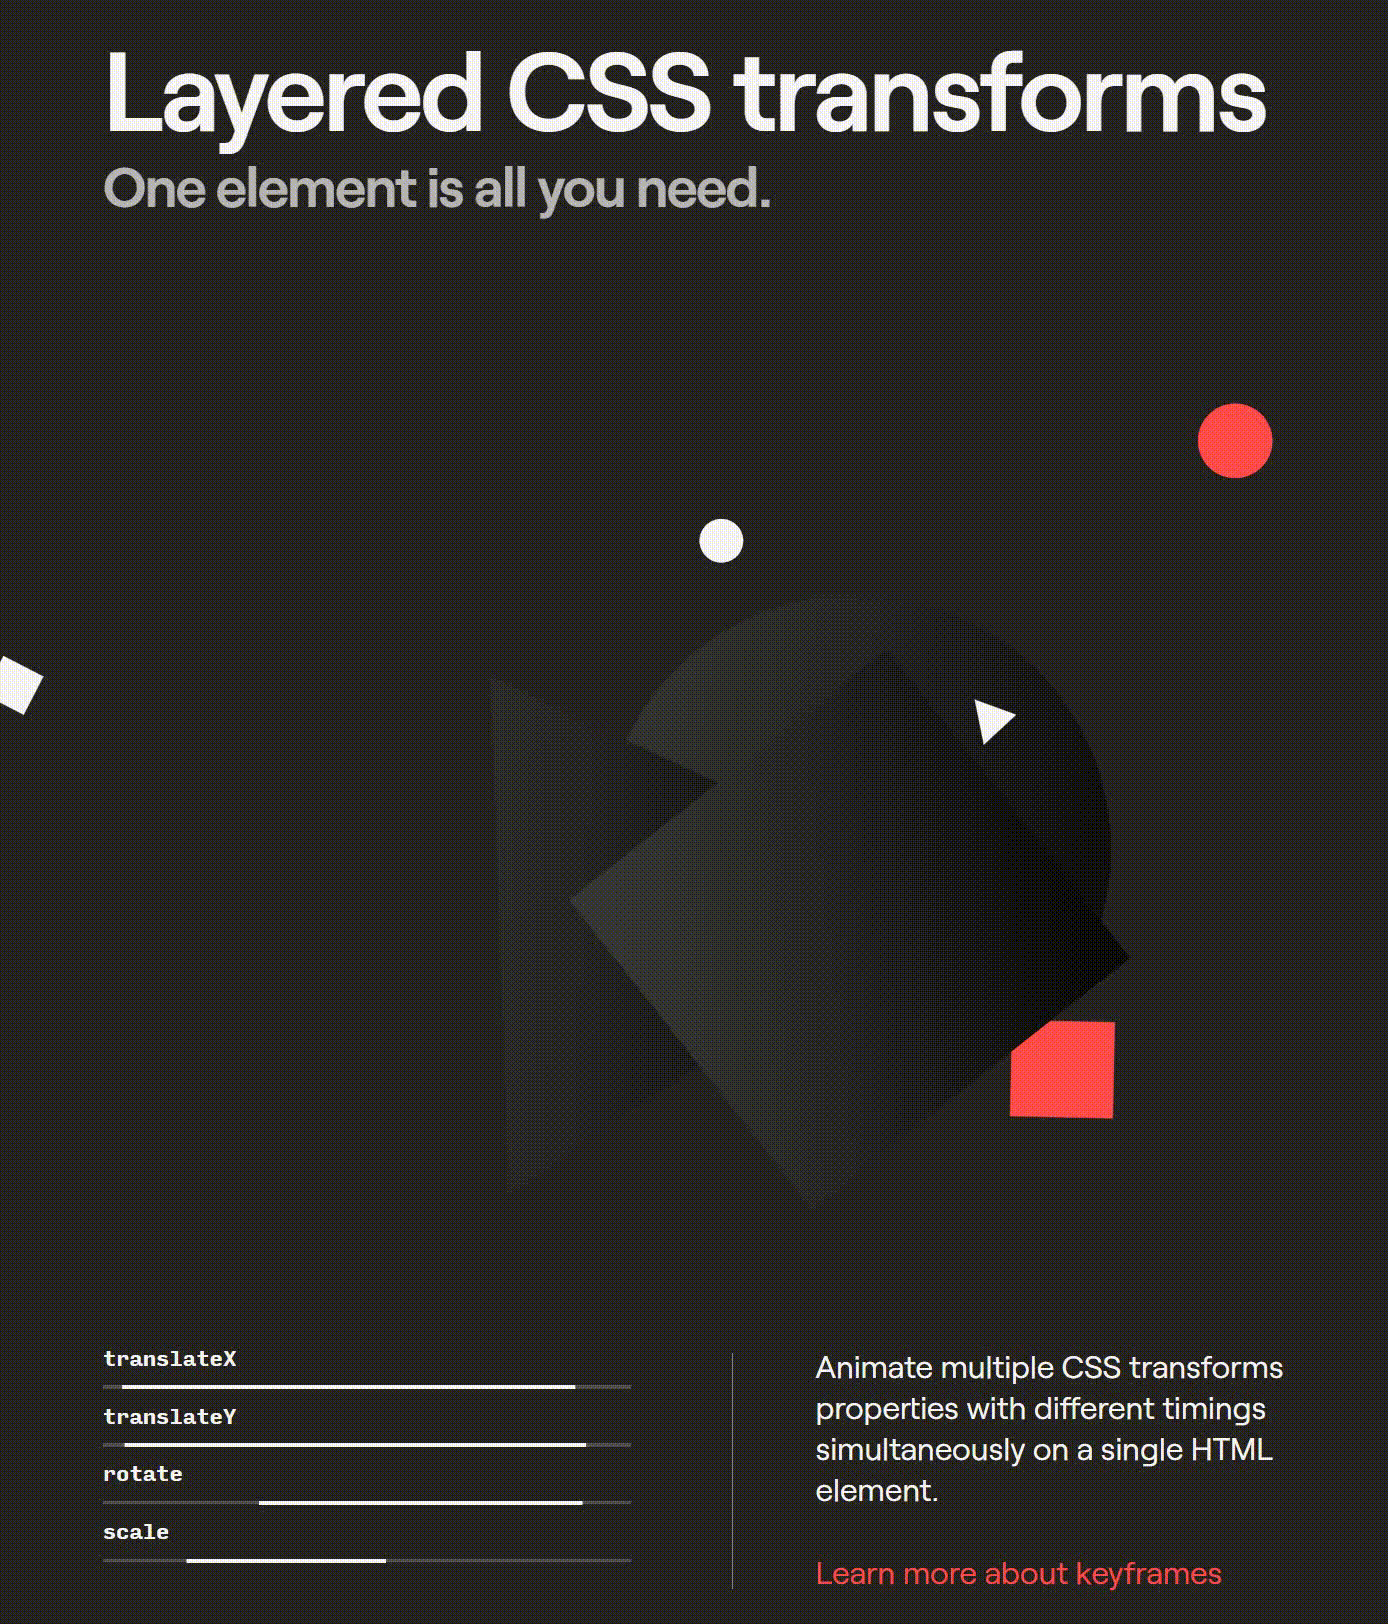 Layered CSS transforms
One element is all you need.
translateX
translateY
rotate
scale
Animate multiple CSS transforms
properties with different timings
simultaneously on a single HTML
element.
Learn more about keyframes